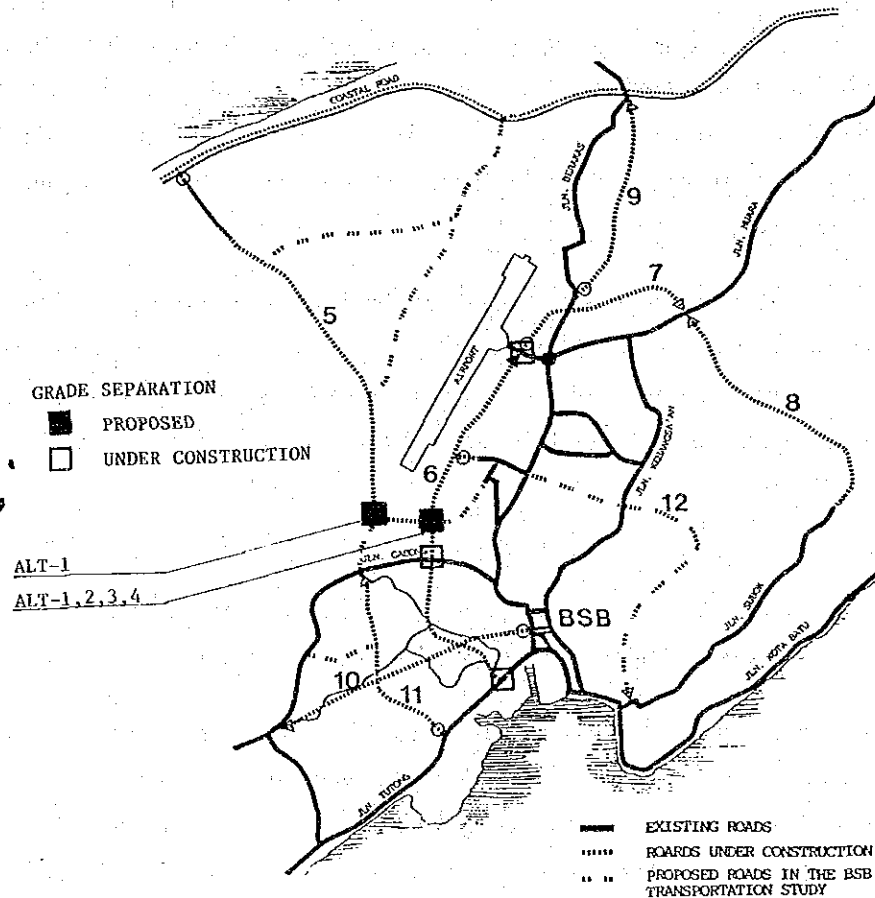 COASTAL ROAD
JLN. BERAKAS
9
JLN. MUARA
7
5
AIRPORT
GRADE SEPARATION
PROPOSED
UNDER CONSTRUCTION
8
6
12
ALT-1
JLN. GADONG
ALT-1,2,3,4
BSB
JLN. SUBOK
JLN. KOTA BATU
10
11
JLN TUTONG
EXISTING ROADS
ROARDS UNDER CONSTRUCTION
PROPOSED ROADS IN THE BSB
TRANSPORTATION STUDY